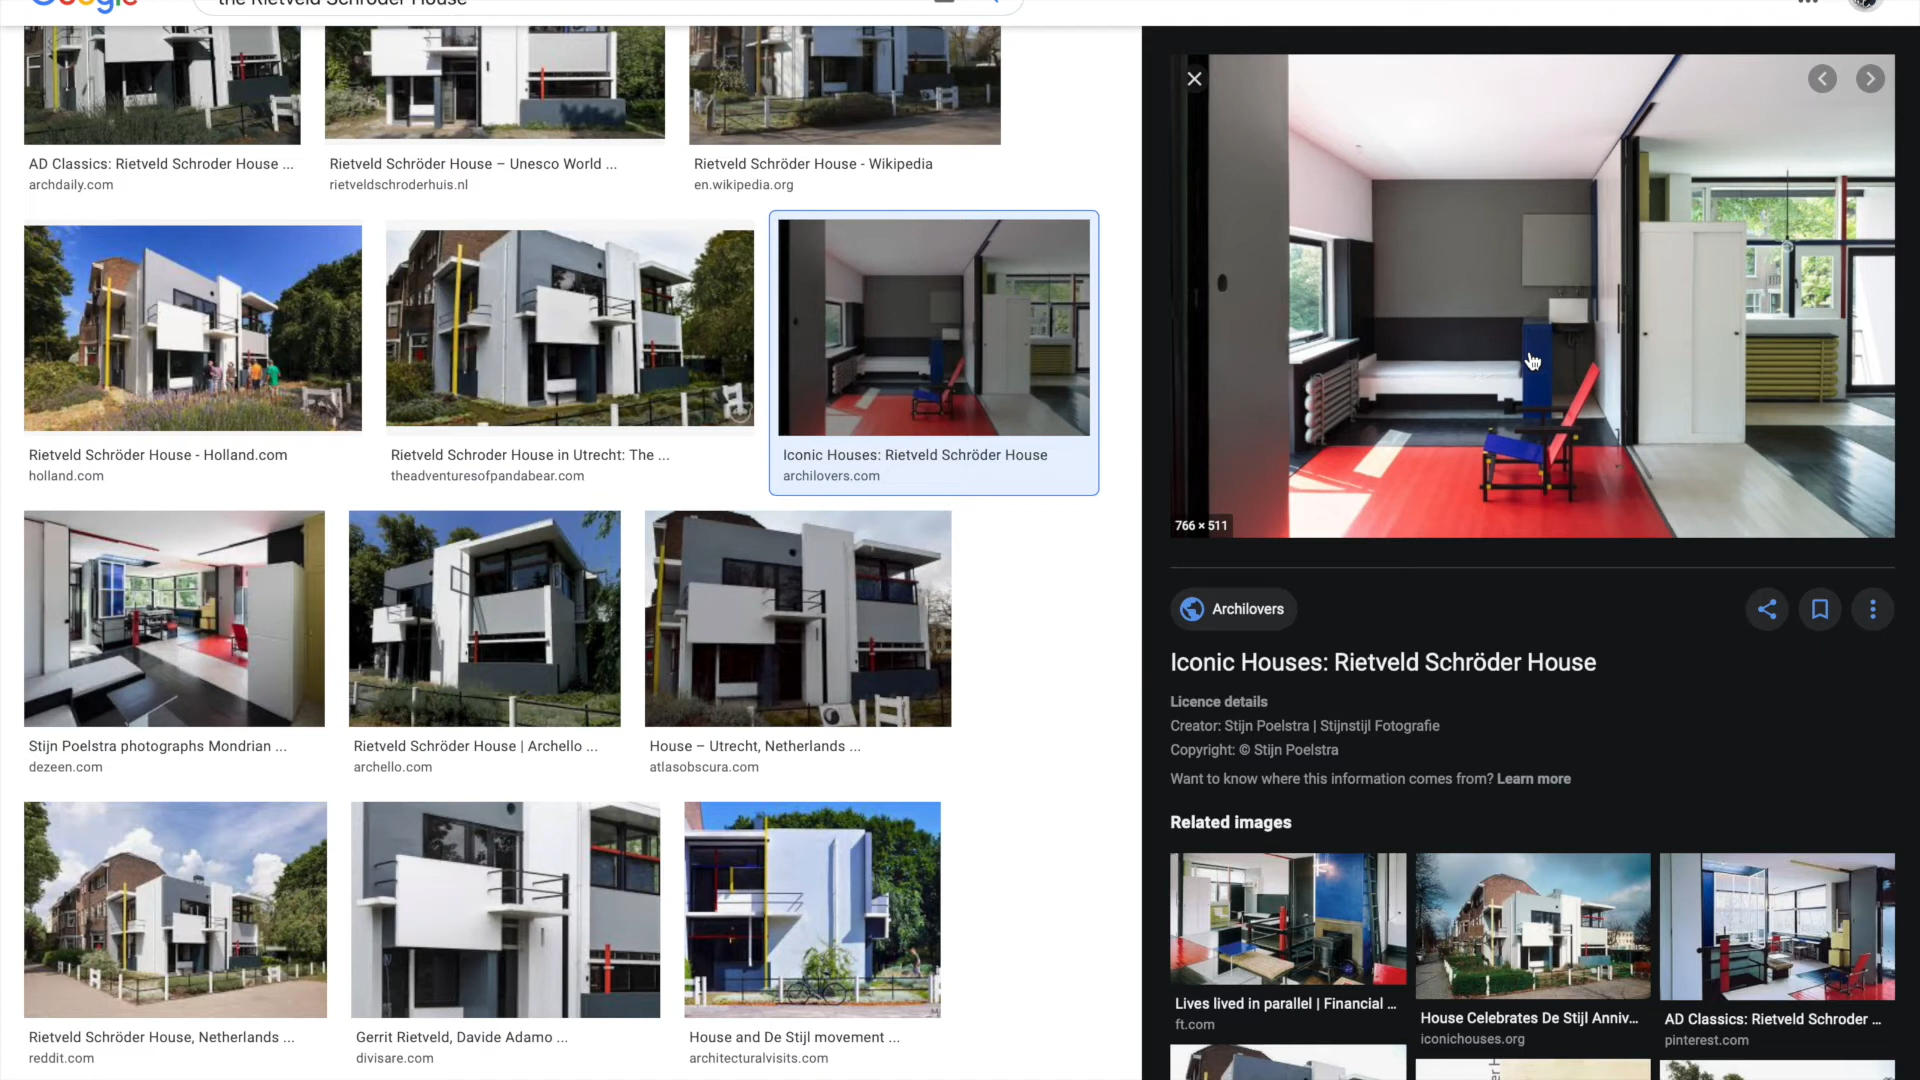 Google
the Rietveld Schröder House
AD Classics: Rietveld Schroder House ...
archdaily.com
Rietveld Schröder House – Unesco World ...
rietveldschroderhuis.nl
Rietveld Schröder House - Wikipedia
en.wikipedia.org
Rietveld Schröder House - Holland.com
holland.com
Rietveld Schroder House in Utrecht: The ...
theadventuresofpandabear.com
Iconic Houses: Rietveld Schröder House
archilovers.com
Stijn Poelstra photographs Mondrian ...
dezeen.com
Rietveld Schröder House | Archello ...
archello.com
House – Utrecht, Netherlands ...
atlasobscura.com
Rietveld Schröder House, Netherlands ...
reddit.com
Gerrit Rietveld, Davide Adamo ...
divisare.com
House and De Stijl movement ...
architecturalvisits.com
766 × 511
Archilovers
Iconic Houses: Rietveld Schröder House
Licence details
Creator: Stijn Poelstra | Stijnstijl Fotografie
Copyright: © Stijn Poelstra
Want to know where this information comes from? Learn more
Related images
Lives lived in parallel | Financial ...
ft.com
House Celebrates De Stijl Anniv...
iconichouses.org
AD Classics: Rietveld Schroder ...
pinterest.com